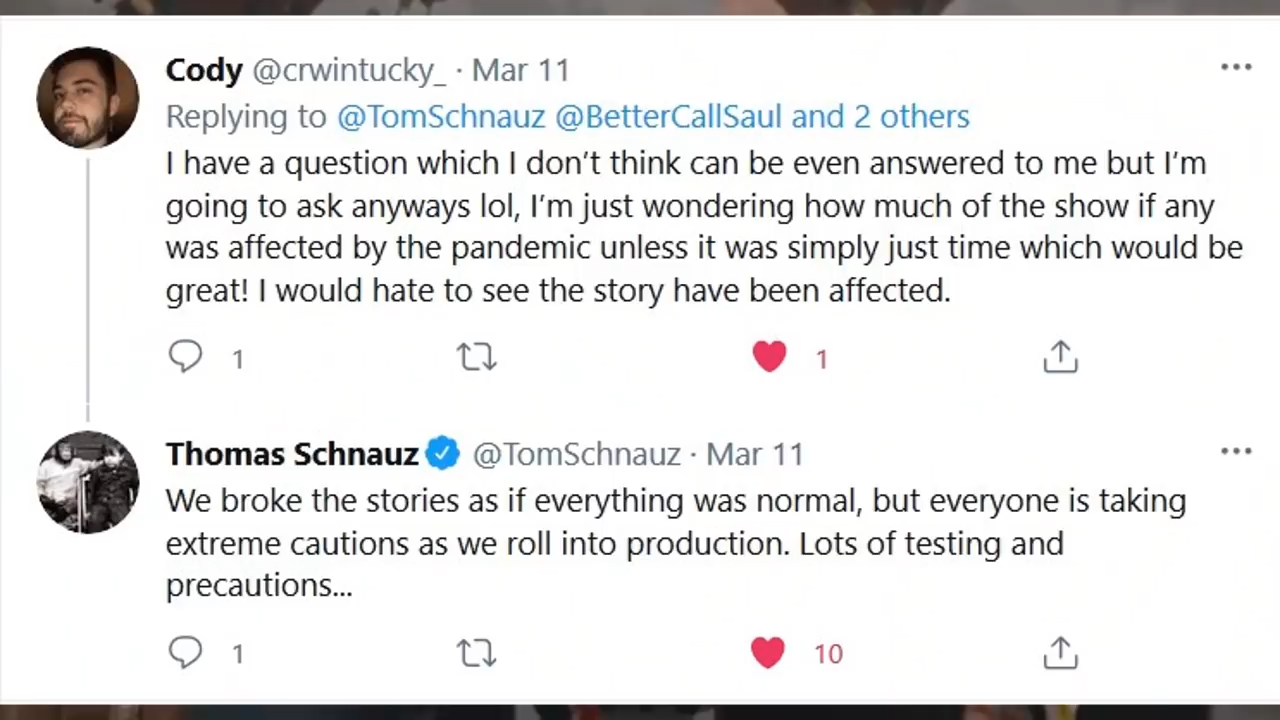 Cody @crwintucky_ · Mar 11
Replying to @TomSchnauz @BetterCallSaul and 2 others
I have a question which I don’t think can be even answered to me but I’m
going to ask anyways lol, I’m just wondering how much of the show if any
was affected by the pandemic unless it was simply just time which would be
great! I would hate to see the story have been affected.
1 1
Thomas Schnauz @TomSchnauz · Mar 11
We broke the stories as if everything was normal, but everyone is taking
extreme cautions as we roll into production. Lots of testing and
precautions...
1 10